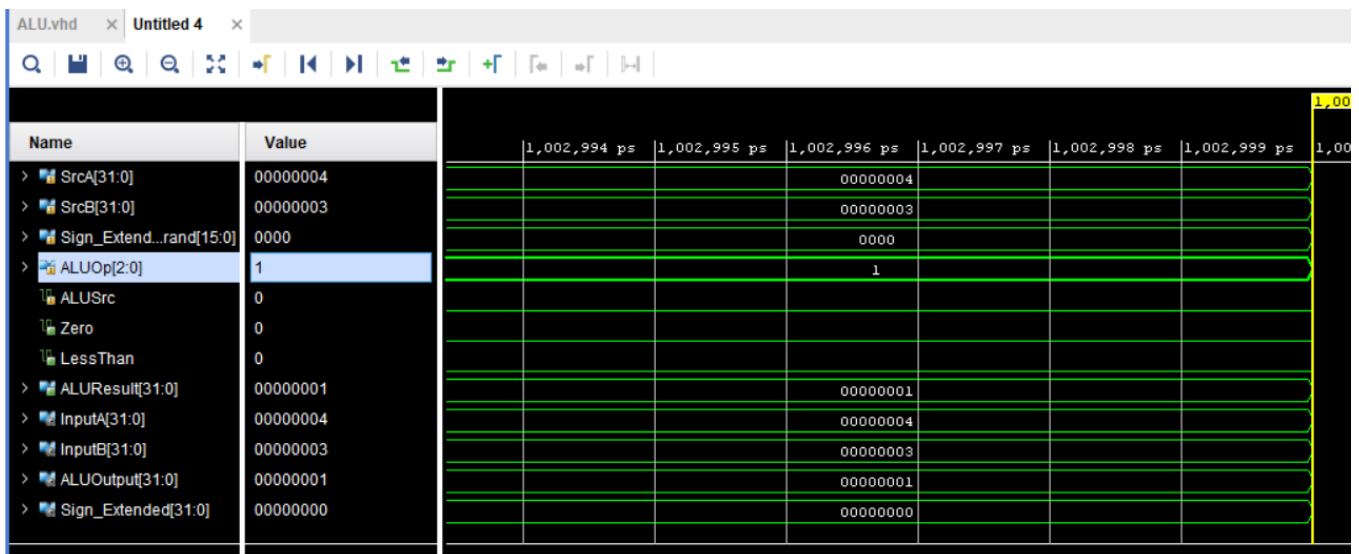 ALU.vhd × Untitled 4 ×
1,00
Name Value 1,002,994 ps 1,002,995 ps 1,002,996 ps 1,002,997 ps 1,002,998 ps 1,002,999 ps 1,00
SrcA[31:0] 00000004 00000004
SrcB[31:0] 00000003 00000003
Sign_Extend...rand[15:0] 0000 0000
ALUOp[2:0] 1 1
ALUSrc 0
Zero 0
LessThan 0
ALUResult[31:0] 00000001 00000001
InputA[31:0] 00000004 00000004
InputB[31:0] 00000003 00000003
ALUOutput[31:0] 00000001 00000001
Sign_Extended[31:0] 00000000 00000000